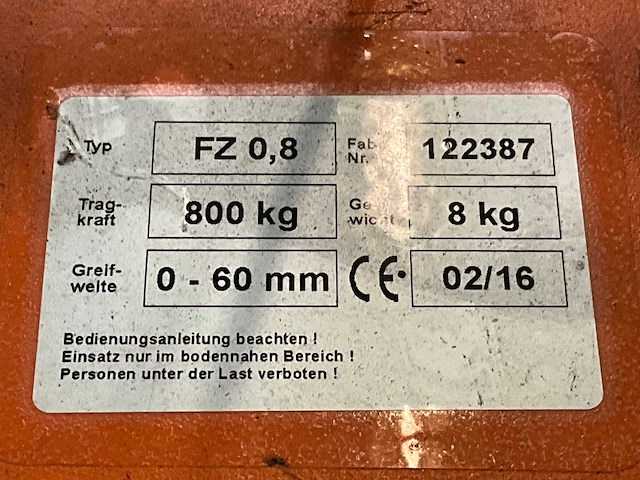 Typ FZ 0,8 Fab Nr. 122387
Trag-kraft 800 kg Ge wicht 8 kg
Greif-weite 0 - 60 mm CE 02/16
Bedienungsanleitung beachten !
Einsatz nur im bodennahen Bereich !
Personen unter der Last verboten !